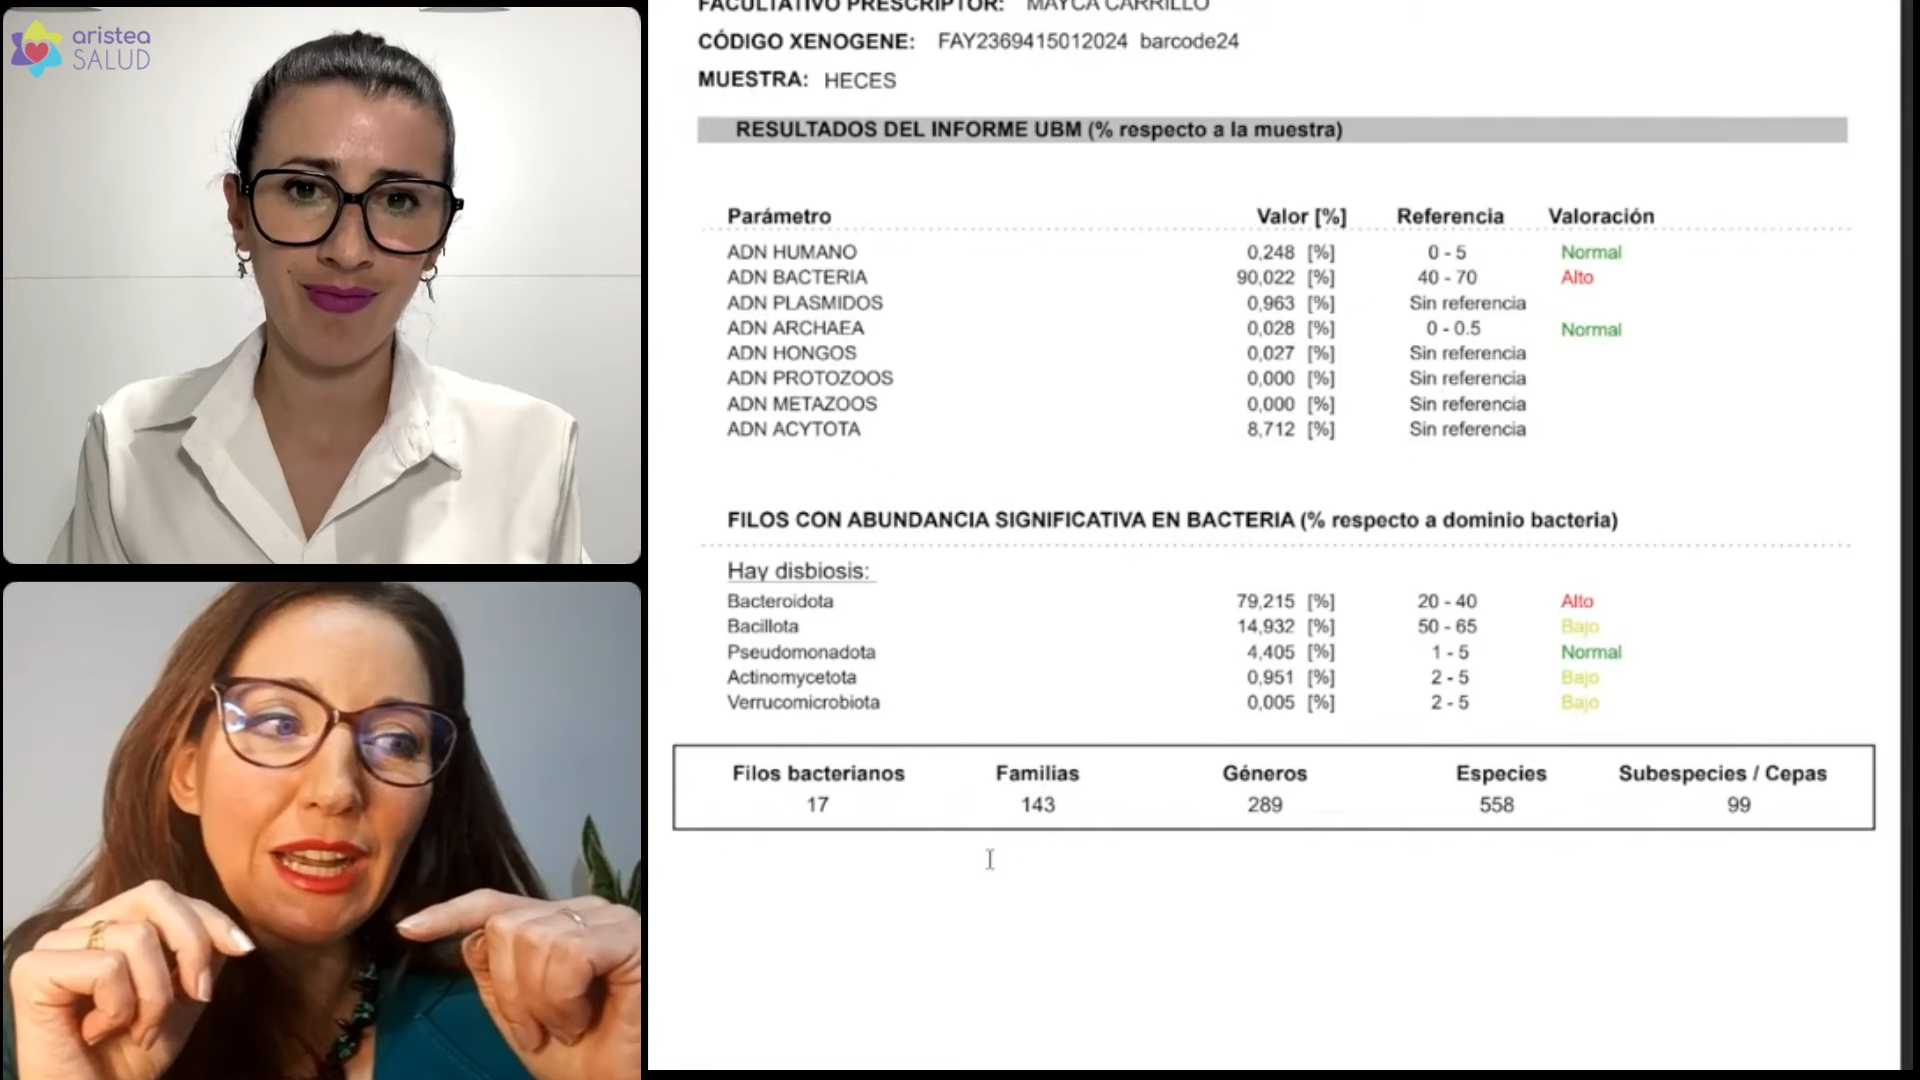 aristea
SALUD
FACULTATIVO PRESCRIPTOR: MAYCA CARRILLO
CÓDIGO XENOGENE: FAY2369415012024 barcode24
MUESTRA: HECES
RESULTADOS DEL INFORME UBM (% respecto a la muestra)
Parámetro Valor [%] Referencia Valoración
ADN HUMANO 0,248 [%] 0 - 5 Normal
ADN BACTERIA 90,022 [%] 40 - 70 Alto
ADN PLASMIDOS 0,963 [%] Sin referencia
ADN ARCHAEA 0,028 [%] 0 - 0.5 Normal
ADN HONGOS 0,027 [%] Sin referencia
ADN PROTOZOOS 0,000 [%] Sin referencia
ADN METAZOOS 0,000 [%] Sin referencia
ADN ACYTOTA 8,712 [%] Sin referencia
FILOS CON ABUNDANCIA SIGNIFICATIVA EN BACTERIA (% respecto a dominio bacteria)
Hay disbiosis:
Bacteroidota 79,215 [%] 20 - 40 Alto
Bacillota 14,932 [%] 50 - 65 Bajo
Pseudomonadota 4,405 [%] 1 - 5 Normal
Actinomycetota 0,951 [%] 2 - 5 Bajo
Verrucomicrobiota 0,005 [%] 2 - 5 Bajo
Filos bacterianos Familias Géneros Especies Subespecies / Cepas
17 143 289 558 99